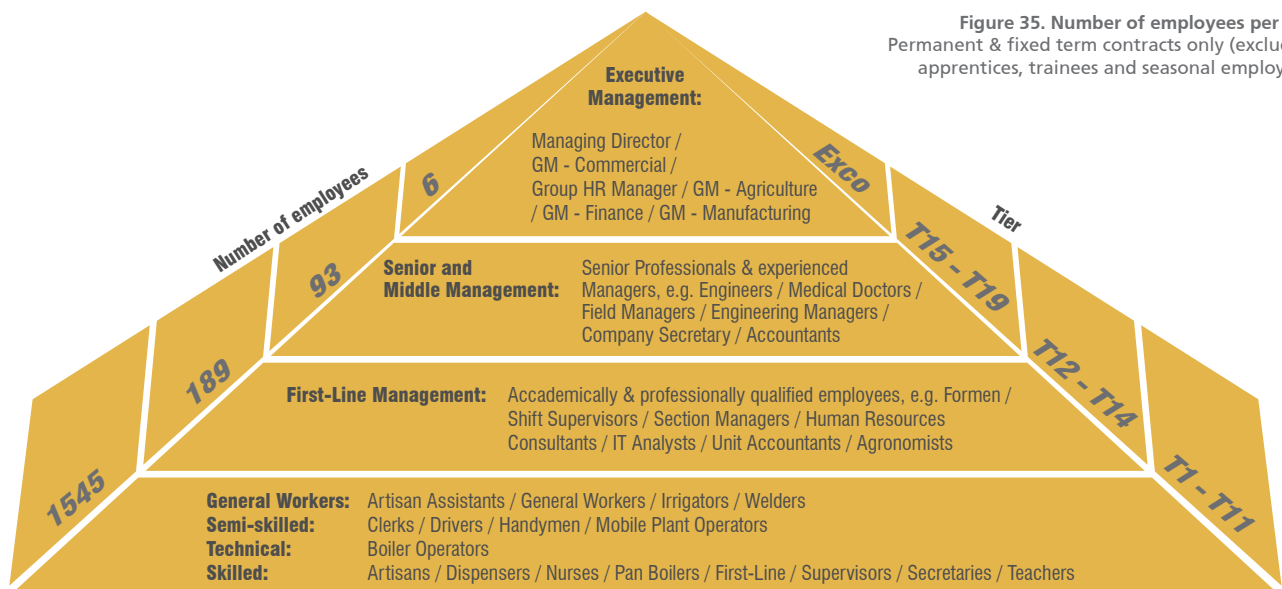 Figure 35. Number of employees per
Permanent & fixed term contracts only (exclu
apprentices, trainees and seasonal employ
Number of employees
Tier
6
Executive
Management:
Managing Director /
GM - Commercial /
Group HR Manager / GM - Agriculture
/ GM - Finance / GM - Manufacturing
Exco
93
Senior and
Middle Management:
Senior Professionals & experienced
Managers, e.g. Engineers / Medical Doctors /
Field Managers / Engineering Managers /
Company Secretary / Accountants
T15 - T19
189
First-Line Management:
Accademically & professionally qualified employees, e.g. Formen /
Shift Supervisors / Section Managers / Human Resources
Consultants / IT Analysts / Unit Accountants / Agronomists
T12 - T14
1545
General Workers: Artisan Assistants / General Workers / Irrigators / Welders
Semi-skilled: Clerks / Drivers / Handymen / Mobile Plant Operators
Technical: Boiler Operators
Skilled: Artisans / Dispensers / Nurses / Pan Boilers / First-Line / Supervisors / Secretaries / Teachers
T1 - T11